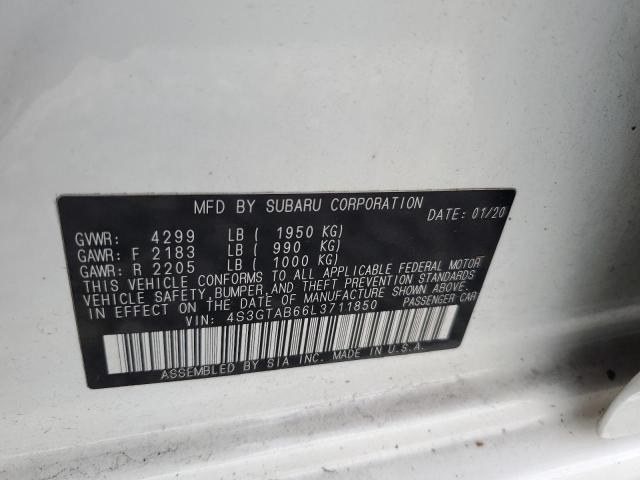 MFD BY SUBARU CORPORATION
DATE: 01/20
GVWR: 4299 LB ( 1950 KG)
GAWR: F 2183 LB ( 990 KG)
GAWR: R 2205 LB ( 1000 KG)
THIS VEHICLE CONFORMS TO ALL APPLICABLE FEDERAL MOTOR
VEHICLE SAFETY, BUMPER, AND THEFT PREVENTION STANDARDS
IN EFFECT ON THE DATE OF MANUFACTURE SHOWN ABOVE.
VIN: 4S3GTAB66L3711850 PASSENGER CAR
ASSEMBLED BY SIA INC. MADE IN U.S.A.